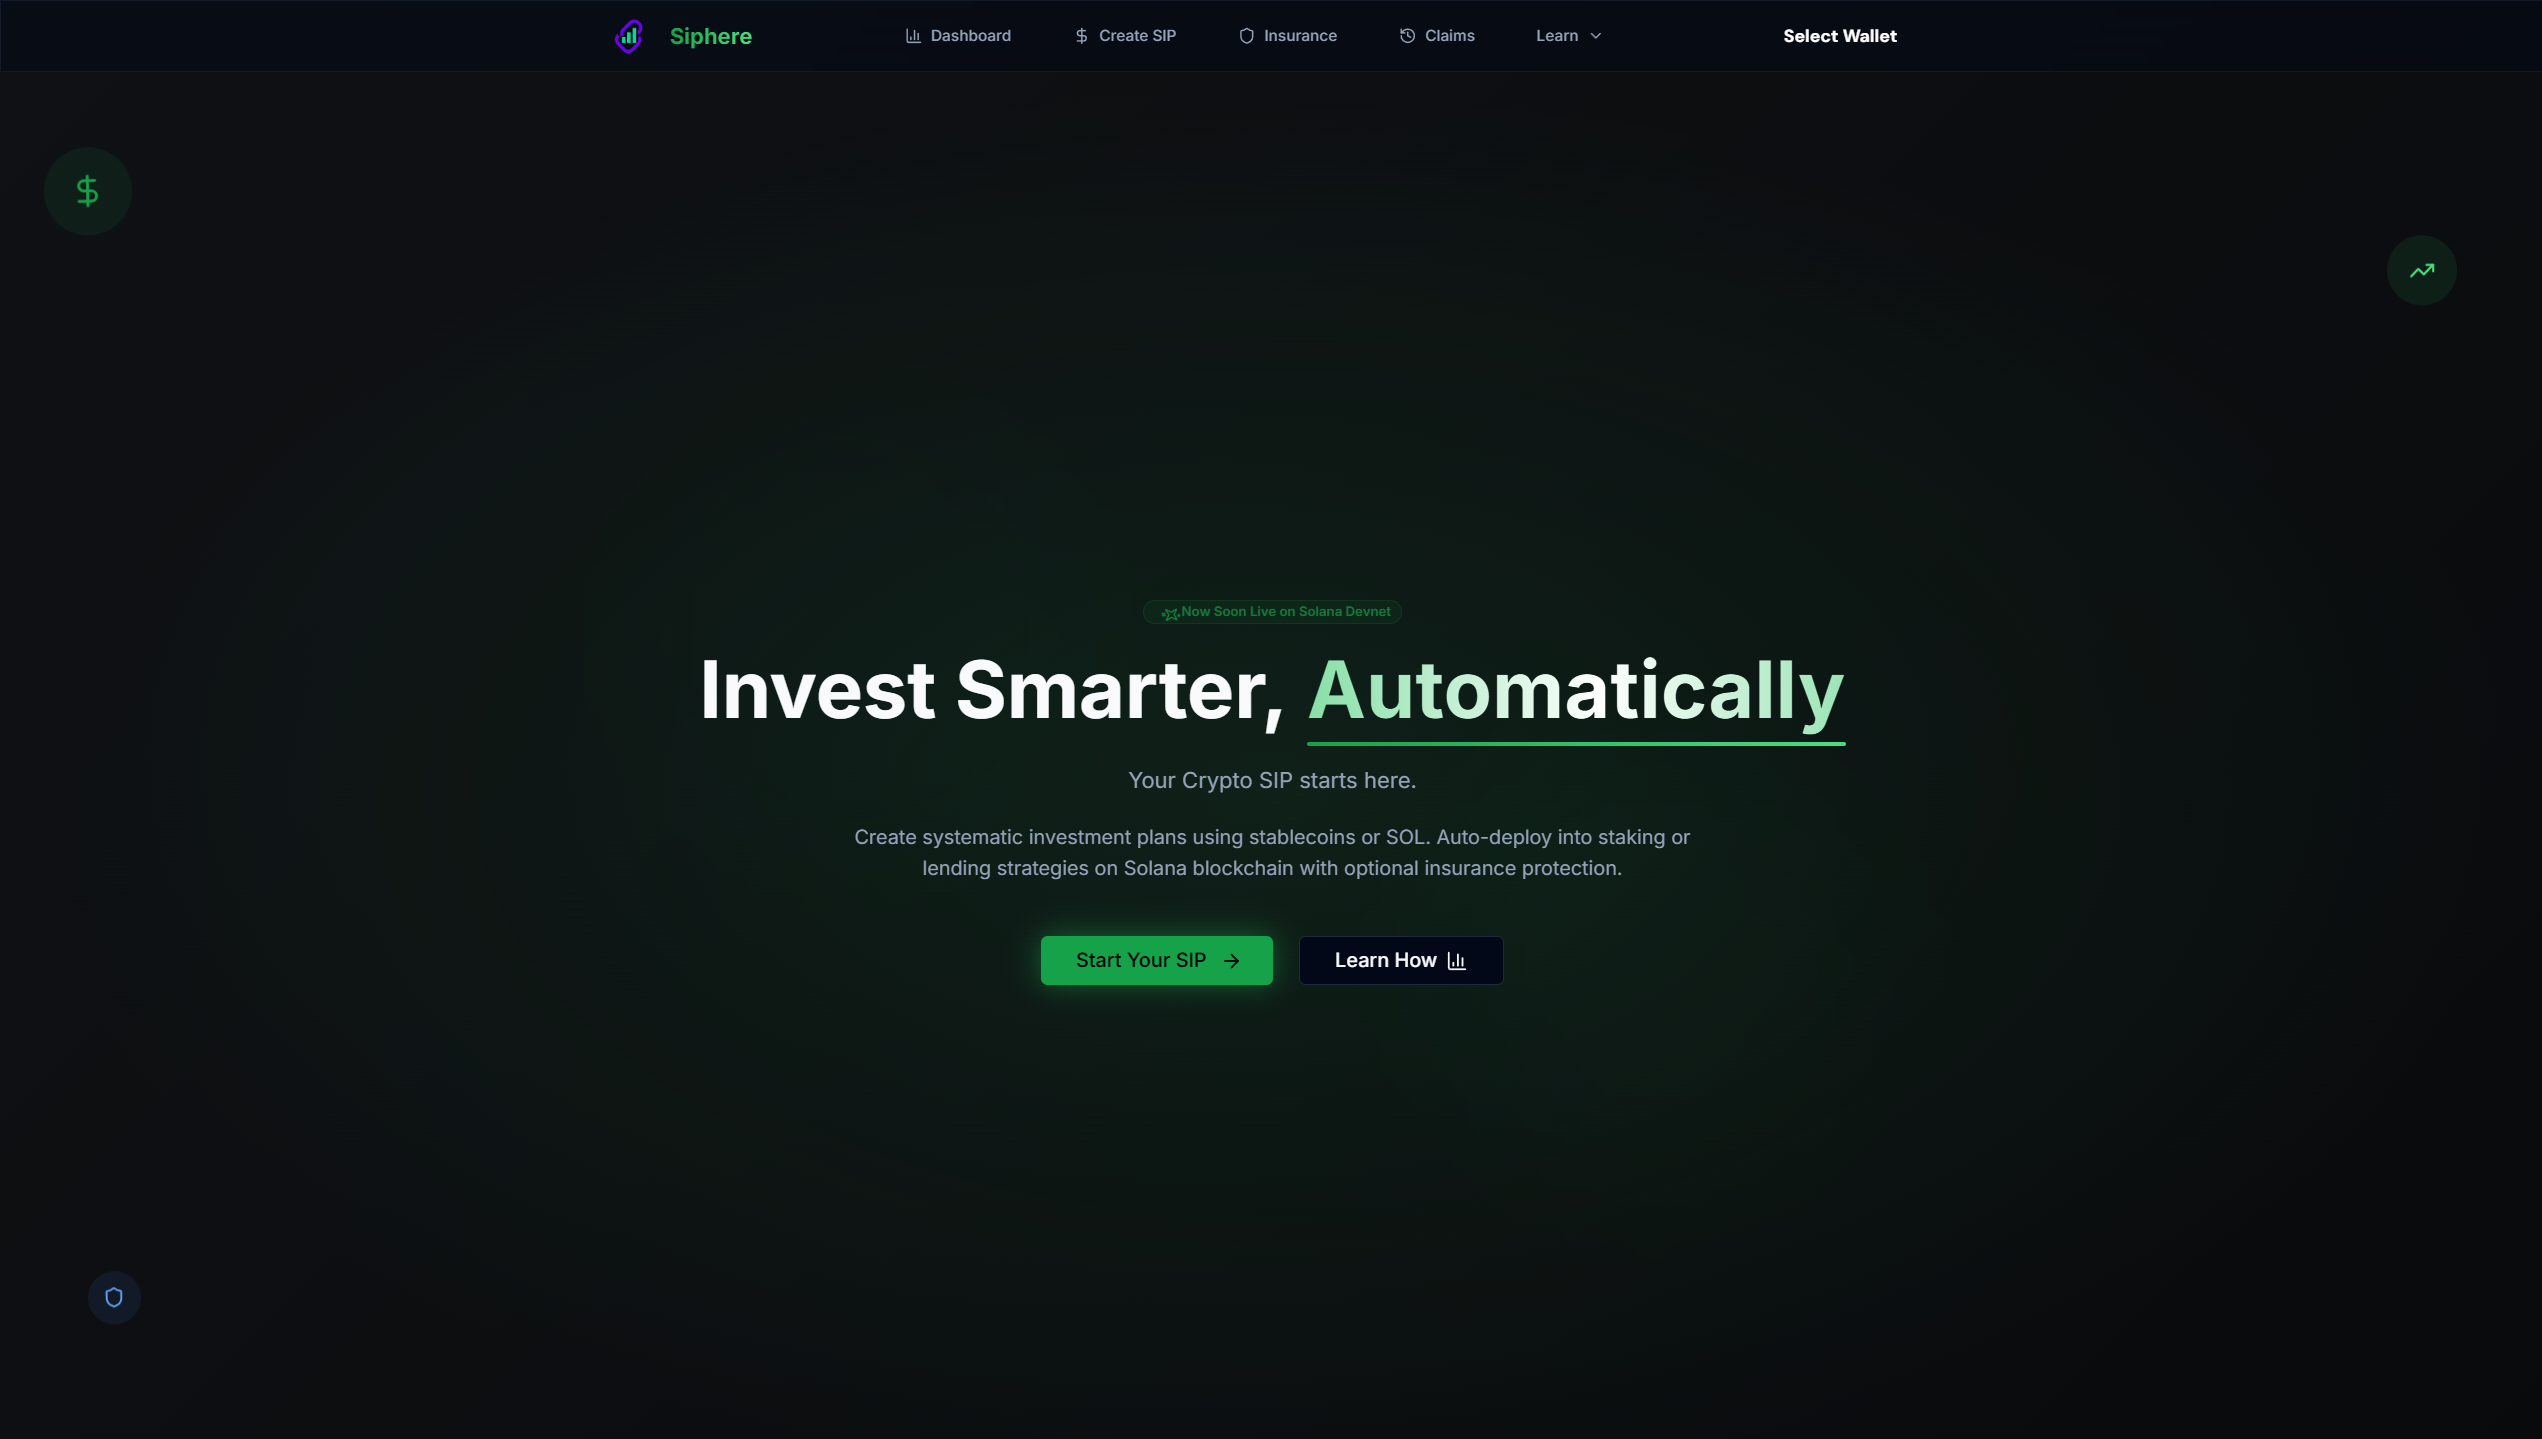 Siphere
Dashboard
Create SIP
Insurance
Claims
Learn
Select Wallet
Now Soon Live on Solana Devnet
Invest Smarter, Automatically
Your Crypto SIP starts here.
Create systematic investment plans using stablecoins or SOL. Auto-deploy into staking or
lending strategies on Solana blockchain with optional insurance protection.
Start Your SIP
Learn How